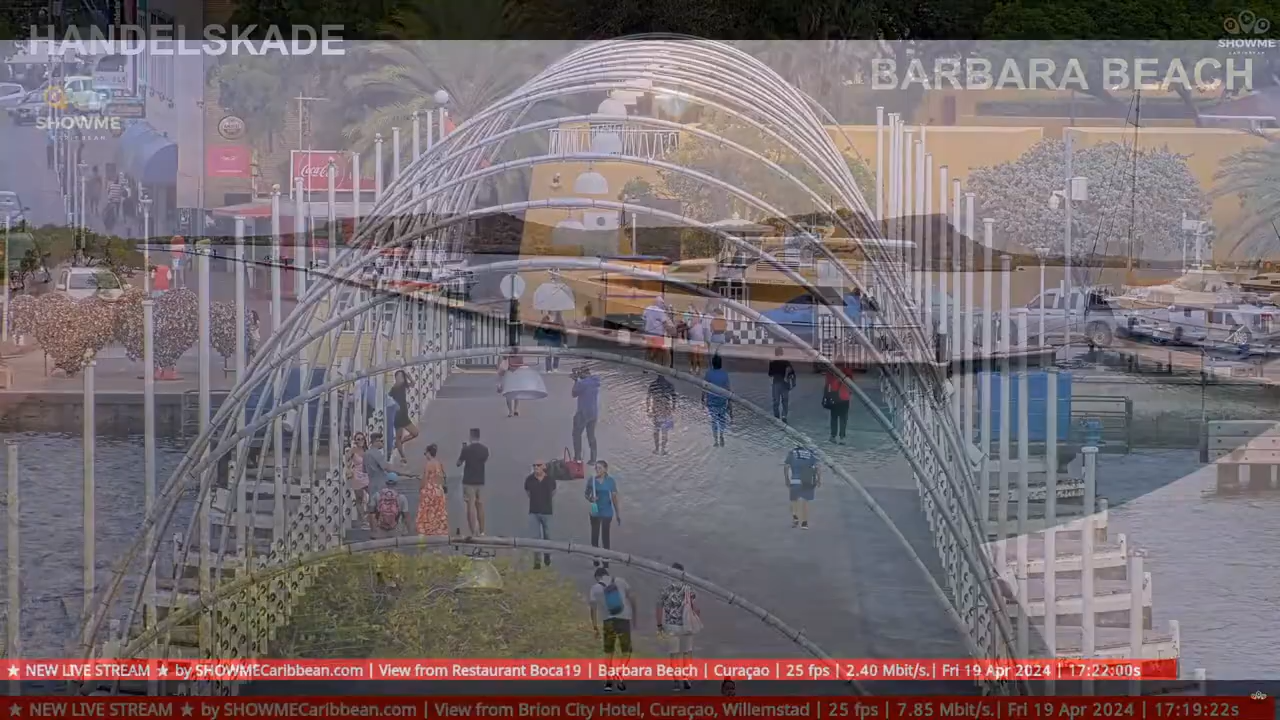 HANDELSKADE
SHOWME
CARIBBEAN
BARBARA BEACH
SHOWME
CARIBBEAN
Coca-Cola
★ NEW LIVE STREAM ★ by SHOWMECaribbean.com | View from Restaurant Boca19 | Barbara Beach | Curaçao | 25 fps | 2.40 Mbit/s.| Fri 19 Apr 2024 | 17:22:00s
★ NEW LIVE STREAM ★ by SHOWMECaribbean.com | View from Brion City Hotel, Curaçao, Willemstad | 25 fps | 7.85 Mbit/s.| Fri 19 Apr 2024 | 17:19:22s